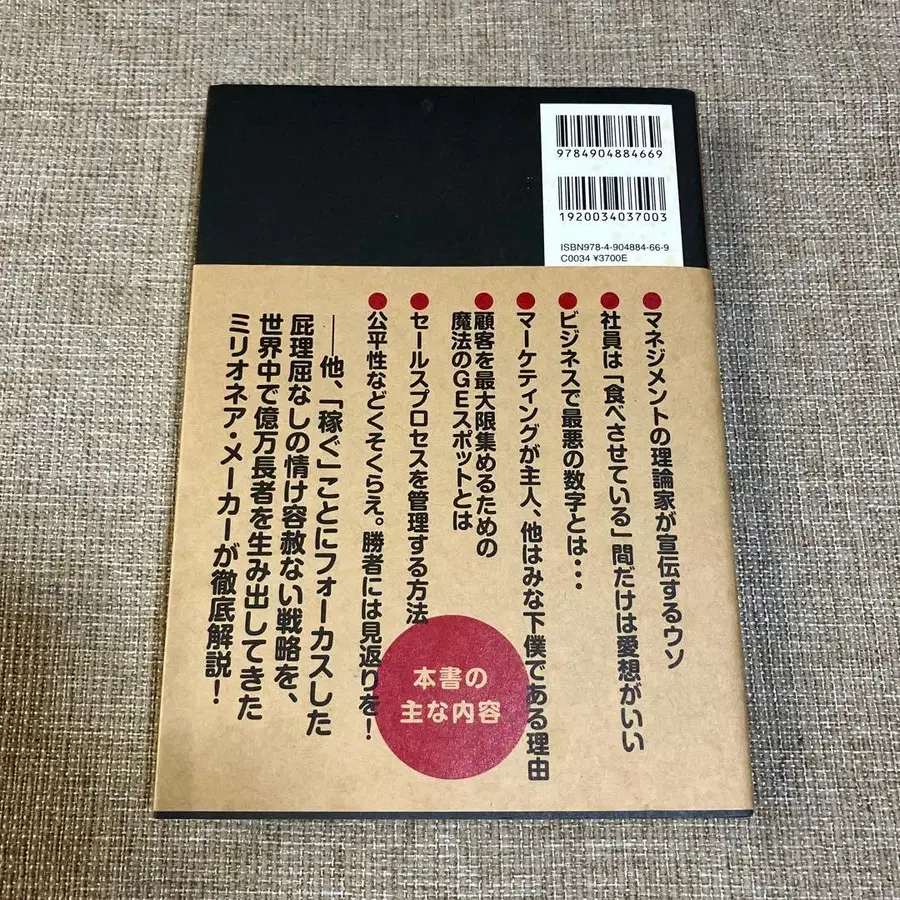 9784904884669
1920034037003
ISBN978-4-904884-66-9
C0034 ¥3700E
●マネジメントの理論家が宣伝するウソ
●社員は「食べさせている」間だけは愛想がいい
●ビジネスで最悪の数字とは・・・
●マーケティングが主人、他はみな下僕である理由
●顧客を最大限集めるための
魔法のGEスポットとは
●セールスプロセスを管理する方法
●公平性などくそくらえ。勝者には見返りを！
──他、「稼ぐ」ことにフォーカスした
屁理屈なしの情け容赦ない戦略を、
世界中で億万長者を生み出してきた
ミリオネア・メーカーが徹底解説！
本書の
主な内容